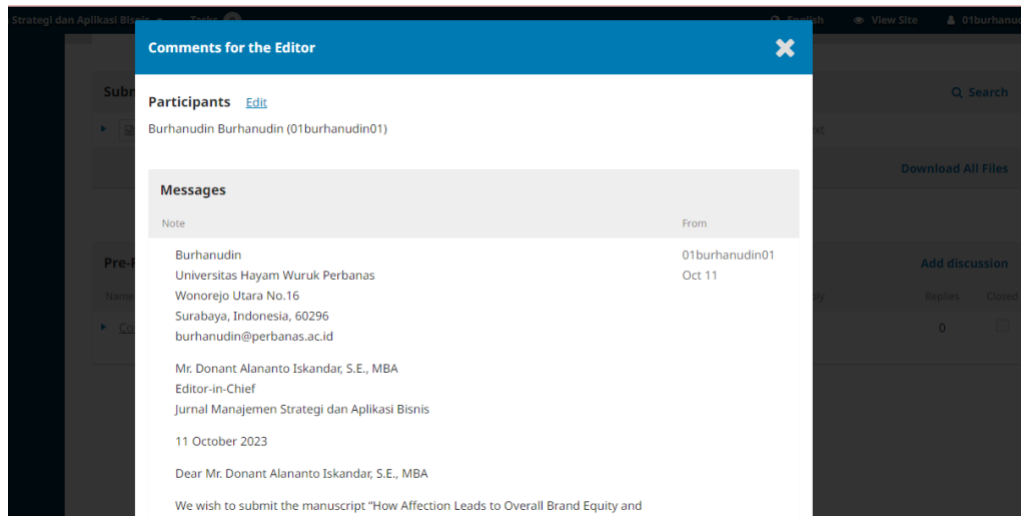 Strategi dan Aplikasi Bisnis Tasks English View Site
Comments for the Editor
Participants Edit
Burhanudin Burhanudin (01burhanudin01)
Search
Download All Files
Messages
Note From
Burhanudin 01burhanudin01
Universitas Hayam Wuruk Perbanas Oct 11
Wonorejo Utara No.16
Surabaya, Indonesia, 60296
burhanudin@perbanas.ac.id
Mr. Donant Alananto Iskandar, S.E., MBA
Editor-in-Chief
Jurnal Manajemen Strategi dan Aplikasi Bisnis
11 October 2023
Dear Mr. Donant Alananto Iskandar, S.E., MBA
We wish to submit the manuscript “How Affection Leads to Overall Brand Equity and
Add discussion
Name Replies Closed
0